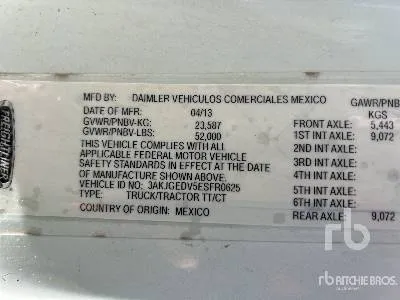 MFD BY: DAIMLER VEHICULOS COMERCIALES MEXICO
DATE OF MFR: 04/13
GVWR/PNBV-KG: 23,587
GVWR/PNBV-LBS: 52,000
THIS VEHICLE COMPLIES WITH ALL
APPLICABLE FEDERAL MOTOR VEHICLE
SAFETY STANDARDS IN EFFECT AT THE DATE
OF MANUFACTURE SHOWN ABOVE.
VEHICLE ID NO.: 3AKJGEDV5ESFR0625
TYPE: TRUCK/TRACTOR TT/CT
COUNTRY OF ORIGIN: MEXICO
GAWR/PNB
KGS
FRONT AXLE: 5,443
1ST INT AXLE: 9,072
2ND INT AXLE:
3RD INT AXLE:
4TH INT AXLE:
5TH INT AXLE:
6TH INT AXLE:
REAR AXLE: 9,072
FREIGHTLINER
rb
rb RITCHIE BROS.